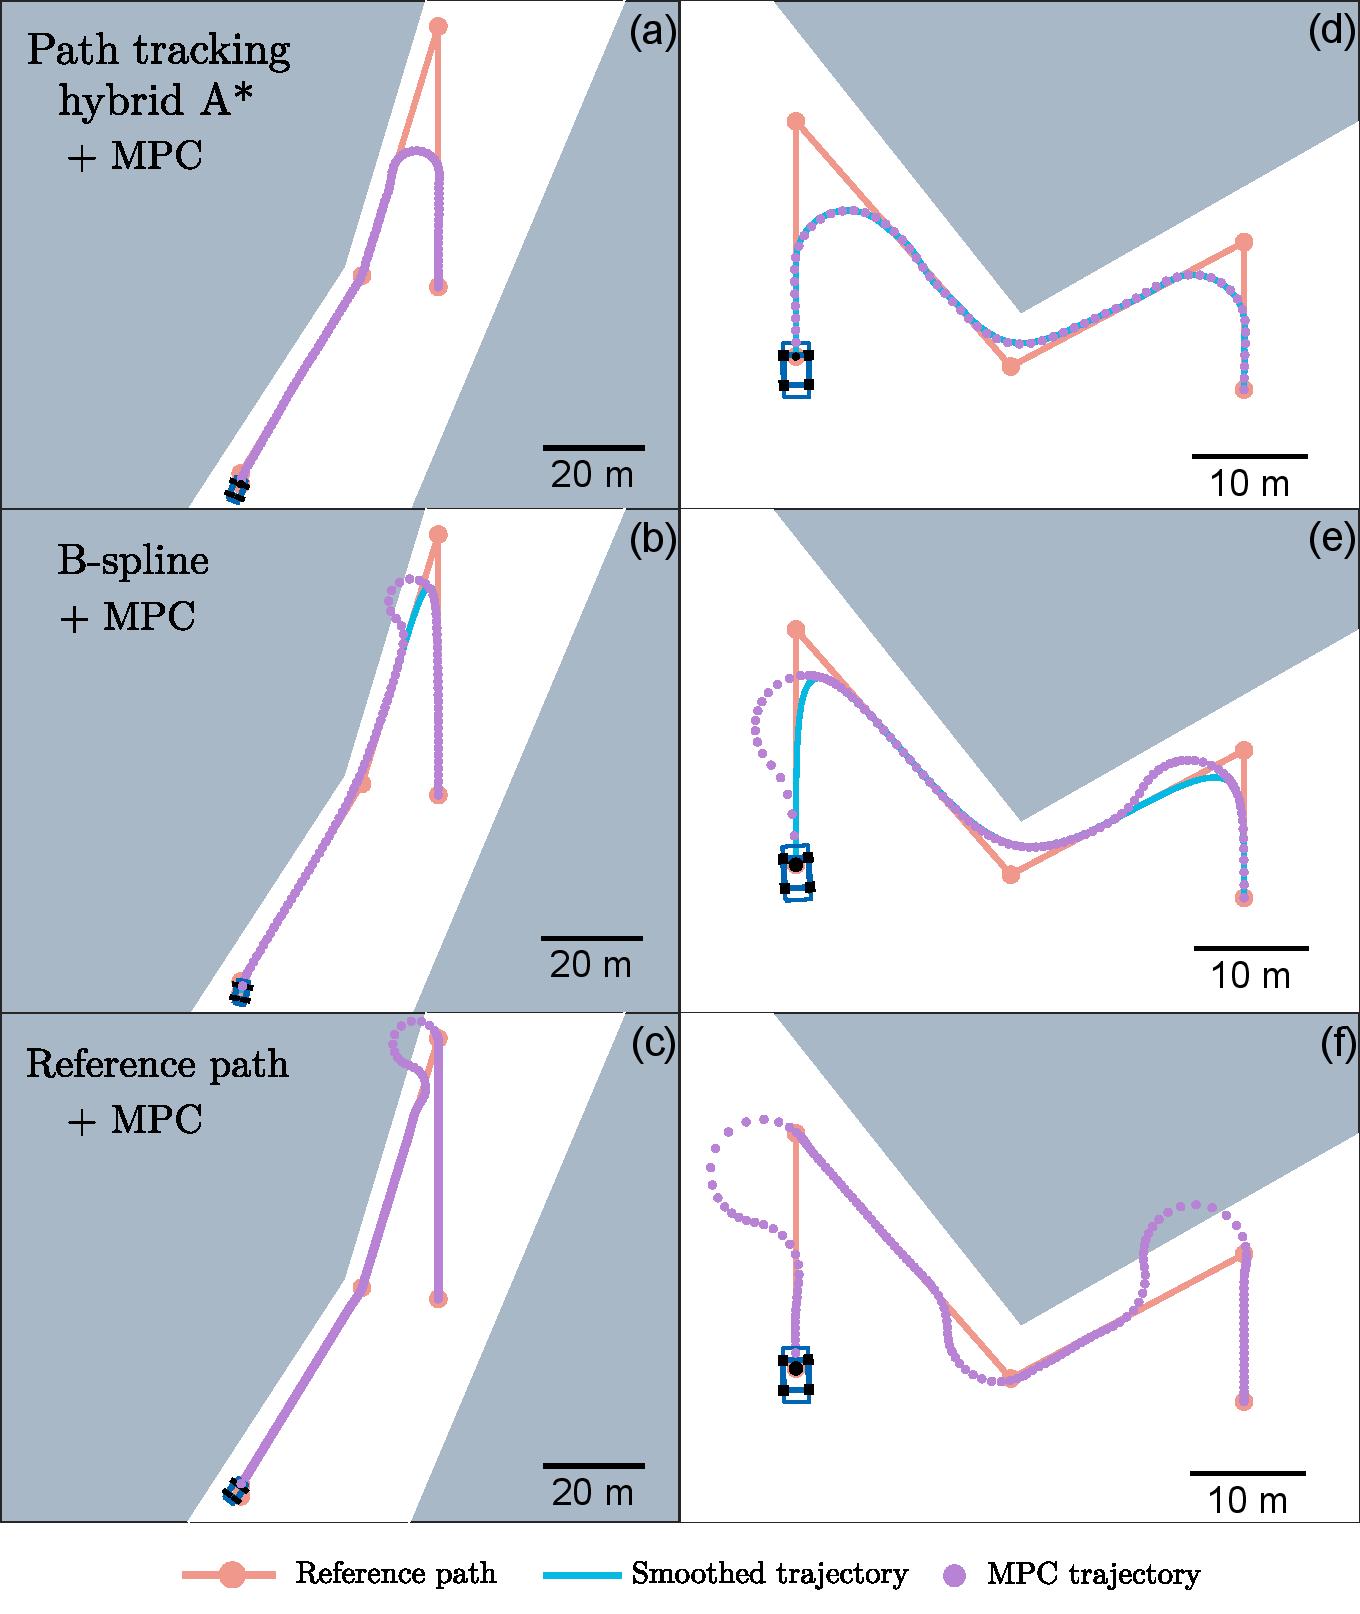 (a)
Path tracking
hybrid A*
+ MPC
20 m
(d)
10 m
(b)
B-spline
+ MPC
20 m
(e)
10 m
(c)
Reference path
+ MPC
20 m
(f)
10 m
Reference path
Smoothed trajectory
MPC trajectory